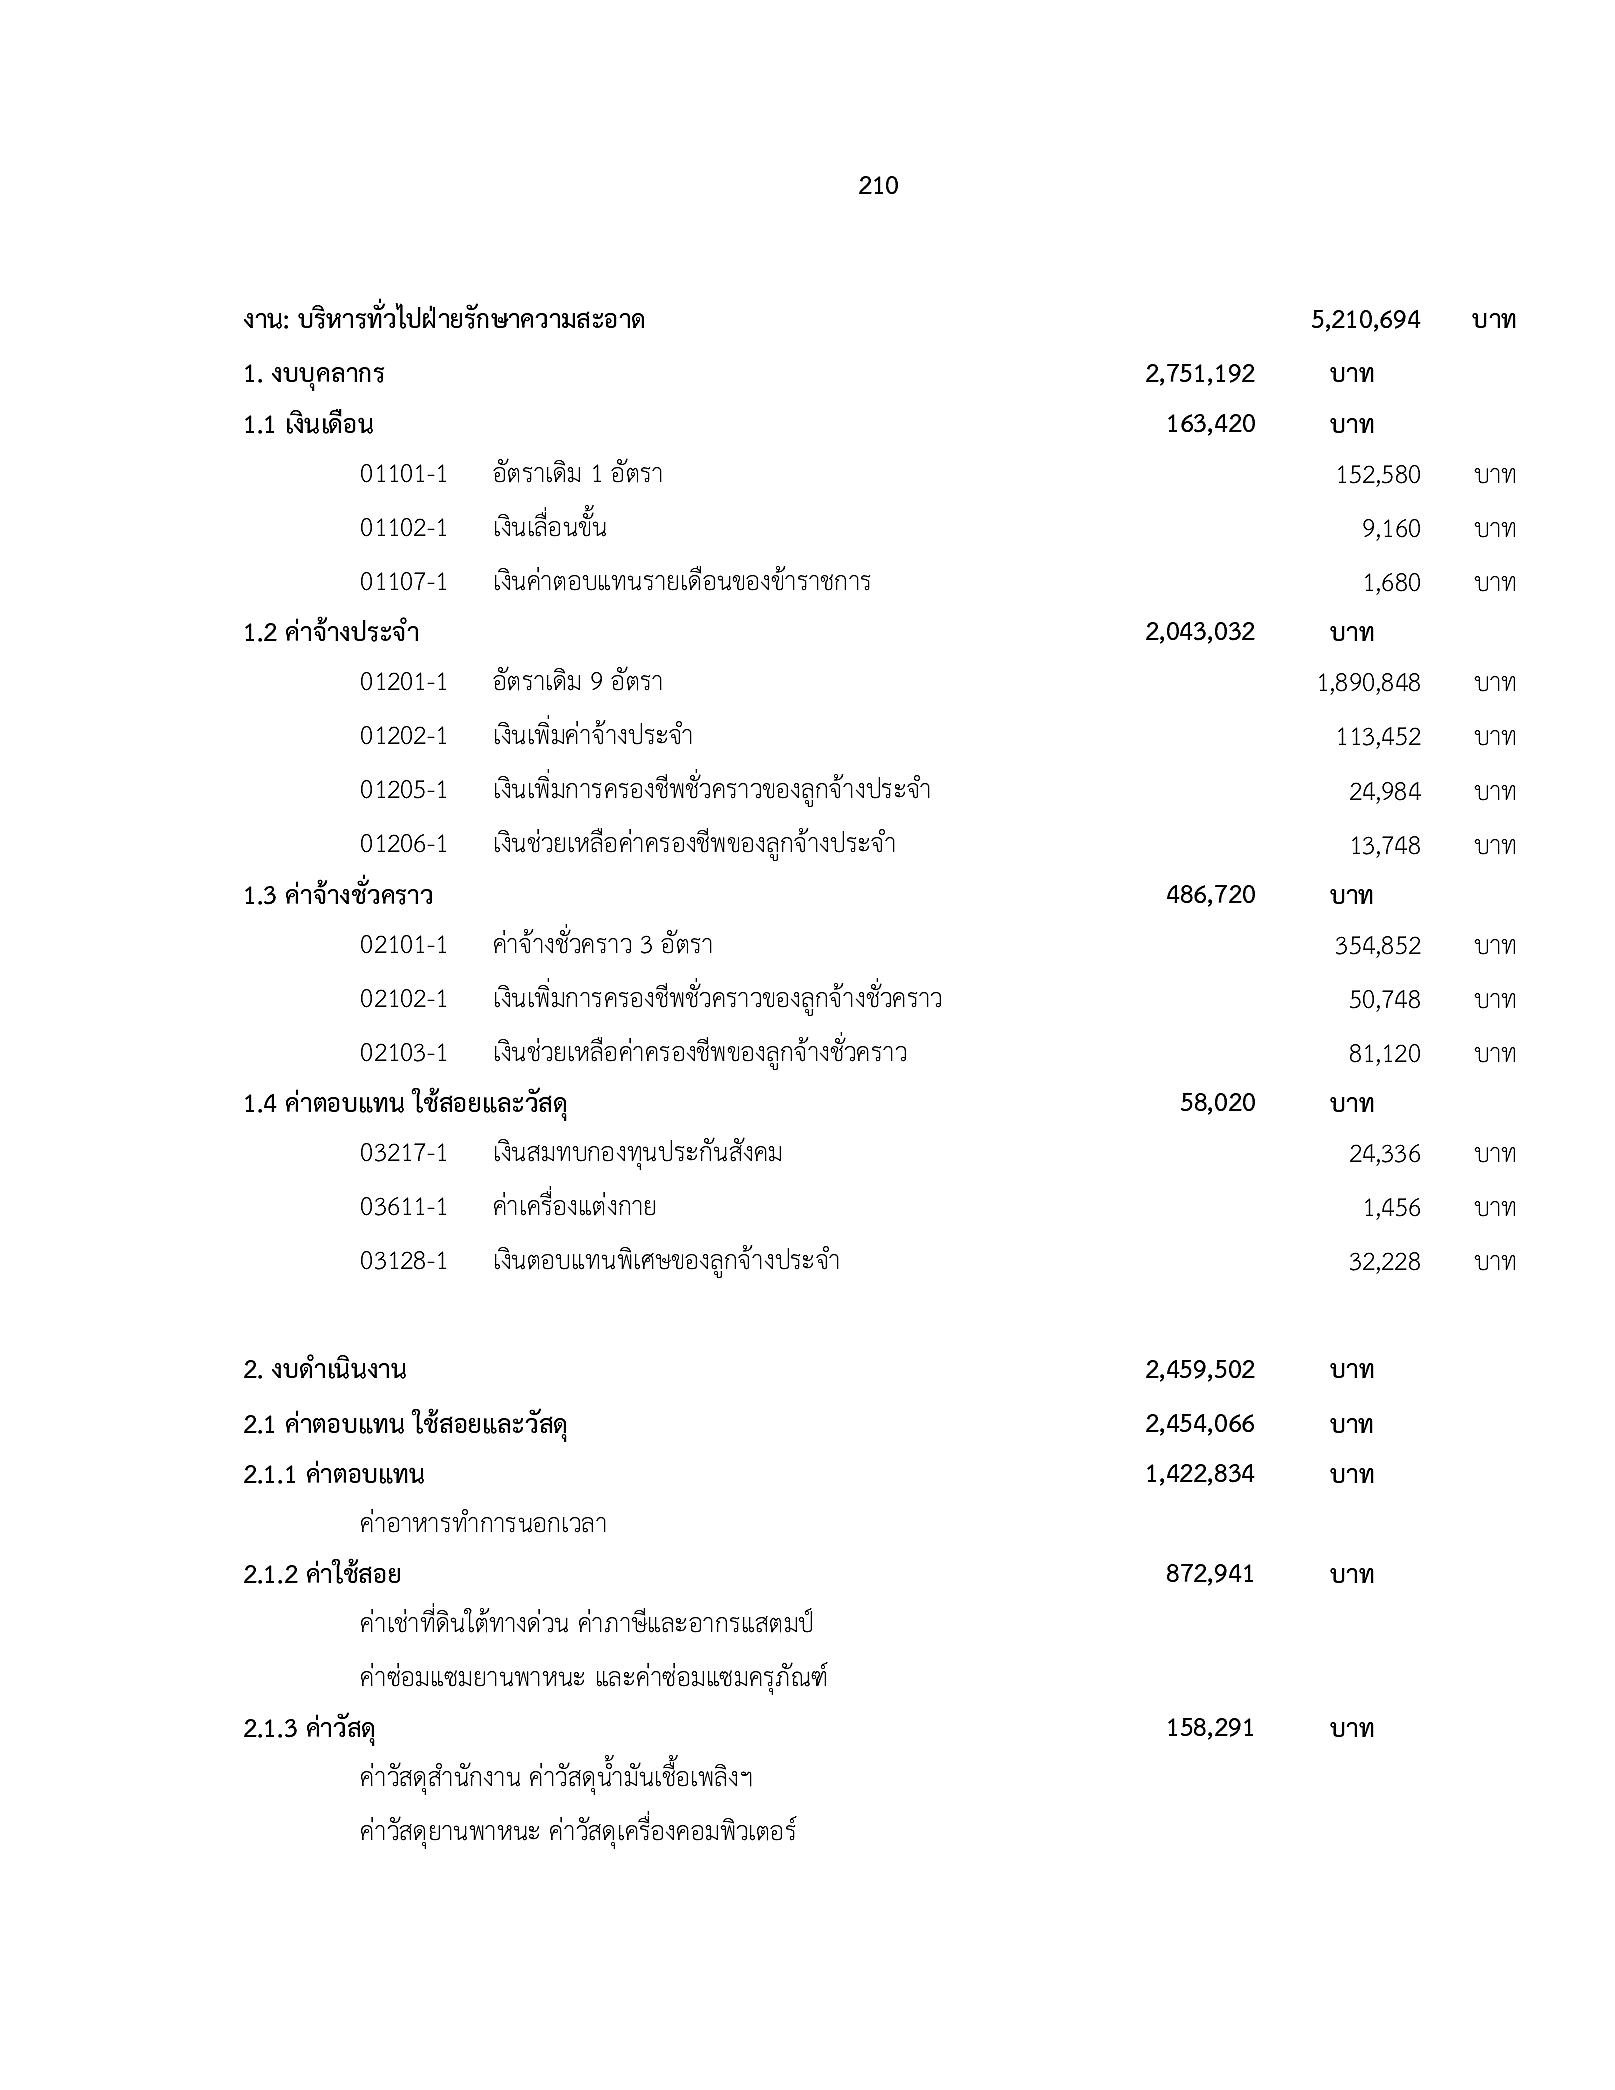 210
งาน: บริหารทั่วไปฝ่ายรักษาความสะอาด 5,210,694 บาท
1. งบบุคลากร 2,751,192 บาท
1.1 เงินเดือน 163,420 บาท
01101-1 อัตราเดิม 1 อัตรา 152,580 บาท
01102-1 เงินเลื่อนขั้น 9,160 บาท
01107-1 เงินค่าตอบแทนรายเดือนของข้าราชการ 1,680 บาท
1.2 ค่าจ้างประจำ 2,043,032 บาท
01201-1 อัตราเดิม 9 อัตรา 1,890,848 บาท
01202-1 เงินเพิ่มค่าจ้างประจำ 113,452 บาท
01205-1 เงินเพิ่มการครองชีพชั่วคราวของลูกจ้างประจำ 24,984 บาท
01206-1 เงินช่วยเหลือค่าครองชีพของลูกจ้างประจำ 13,748 บาท
1.3 ค่าจ้างชั่วคราว 486,720 บาท
02101-1 ค่าจ้างชั่วคราว 3 อัตรา 354,852 บาท
02102-1 เงินเพิ่มการครองชีพชั่วคราวของลูกจ้างชั่วคราว 50,748 บาท
02103-1 เงินช่วยเหลือค่าครองชีพของลูกจ้างชั่วคราว 81,120 บาท
1.4 ค่าตอบแทน ใช้สอยและวัสดุ 58,020 บาท
03217-1 เงินสมทบกองทุนประกันสังคม 24,336 บาท
03611-1 ค่าเครื่องแต่งกาย 1,456 บาท
03128-1 เงินตอบแทนพิเศษของลูกจ้างประจำ 32,228 บาท
2. งบดำเนินงาน 2,459,502 บาท
2.1 ค่าตอบแทน ใช้สอยและวัสดุ 2,454,066 บาท
2.1.1 ค่าตอบแทน 1,422,834 บาท
ค่าอาหารทำการนอกเวลา
2.1.2 ค่าใช้สอย 872,941 บาท
ค่าเช่าที่ดินใต้ทางด่วน ค่าภาษีและอากรแสตมป์
ค่าซ่อมแซมยานพาหนะ และค่าซ่อมแซมครุภัณฑ์
2.1.3 ค่าวัสดุ 158,291 บาท
ค่าวัสดุสำนักงาน ค่าวัสดุน้ำมันเชื้อเพลิงฯ
ค่าวัสดุยานพาหนะ ค่าวัสดุเครื่องคอมพิวเตอร์